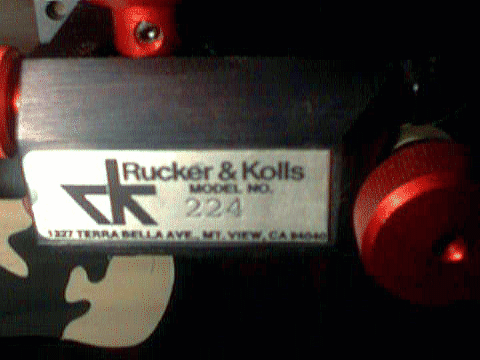 Rucker & Kolls
MODEL NO.
224
1327 TERRA BELLA AVE., MT. VIEW, CA 94040